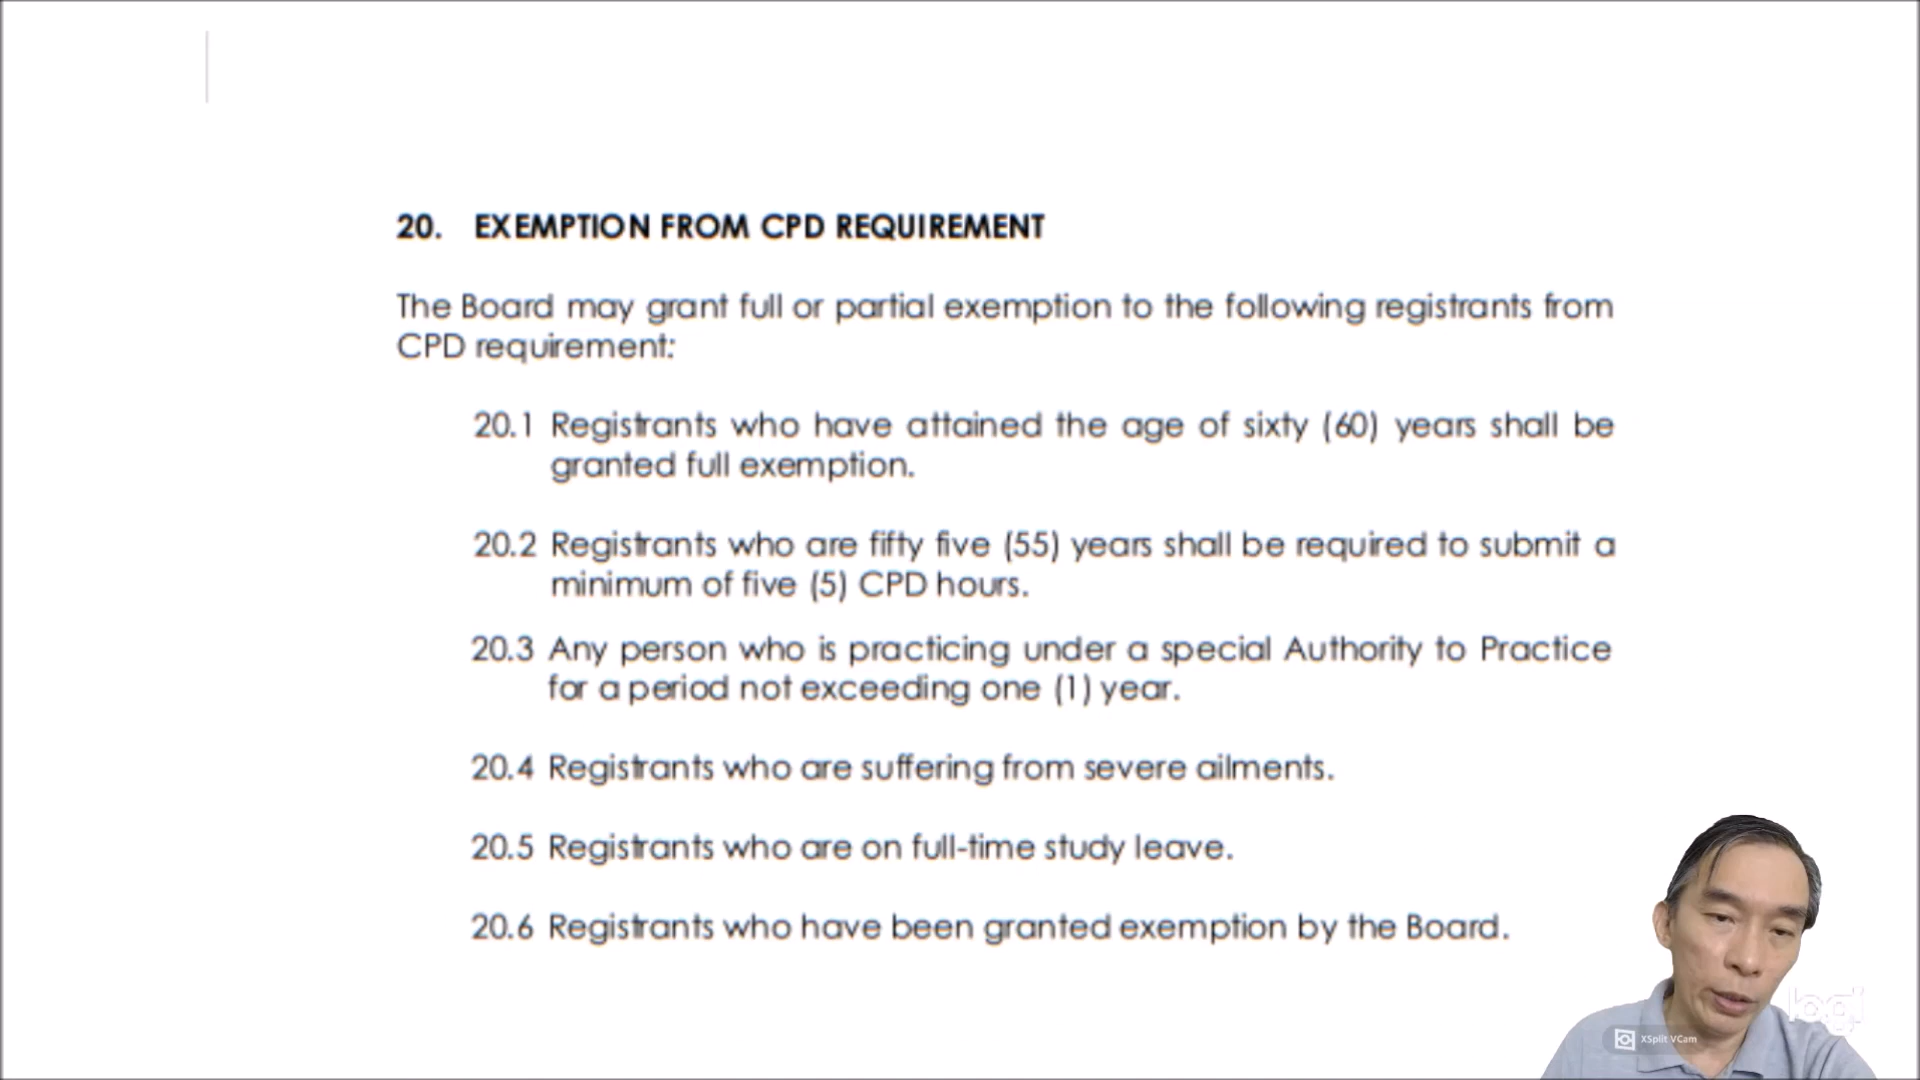 20. EXEMPTION FROM CPD REQUIREMENT
The Board may grant full or partial exemption to the following registrants from
CPD requirement:
20.1 Registrants who have attained the age of sixty (60) years shall be
granted full exemption.
20.2 Registrants who are fifty five (55) years shall be required to submit a
minimum of five (5) CPD hours.
20.3 Any person who is practicing under a special Authority to Practice
for a period not exceeding one (1) year.
20.4 Registrants who are suffering from severe ailments.
20.5 Registrants who are on full-time study leave.
20.6 Registrants who have been granted exemption by the Board.
logi
XSplit VCam